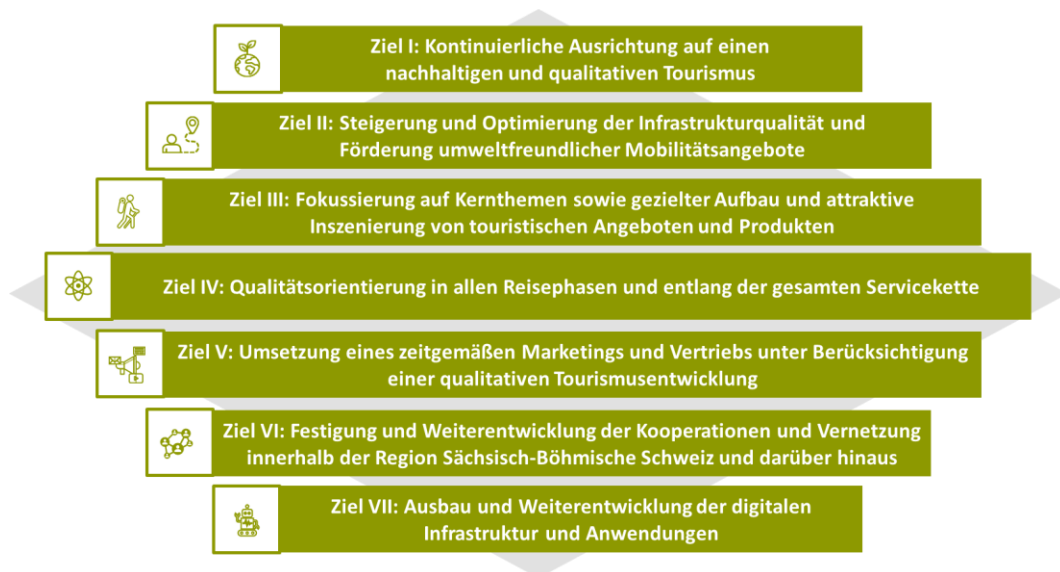 Ziel I: Kontinuierliche Ausrichtung auf einen
nachhaltigen und qualitativen Tourismus
Ziel II: Steigerung und Optimierung der Infrastrukturqualität und
Förderung umweltfreundlicher Mobilitätsangebote
Ziel III: Fokussierung auf Kernthemen sowie gezielter Aufbau und attraktive
Inszenierung von touristischen Angeboten und Produkten
Ziel IV: Qualitätsorientierung in allen Reisephasen und entlang der gesamten Servicekette
Ziel V: Umsetzung eines zeitgemäßen Marketings und Vertriebs unter Berücksichtigung
einer qualitativen Tourismusentwicklung
Ziel VI: Festigung und Weiterentwicklung der Kooperationen und Vernetzung
innerhalb der Region Sächsisch-Böhmische Schweiz und darüber hinaus
Ziel VII: Ausbau und Weiterentwicklung der digitalen
Infrastruktur und Anwendungen